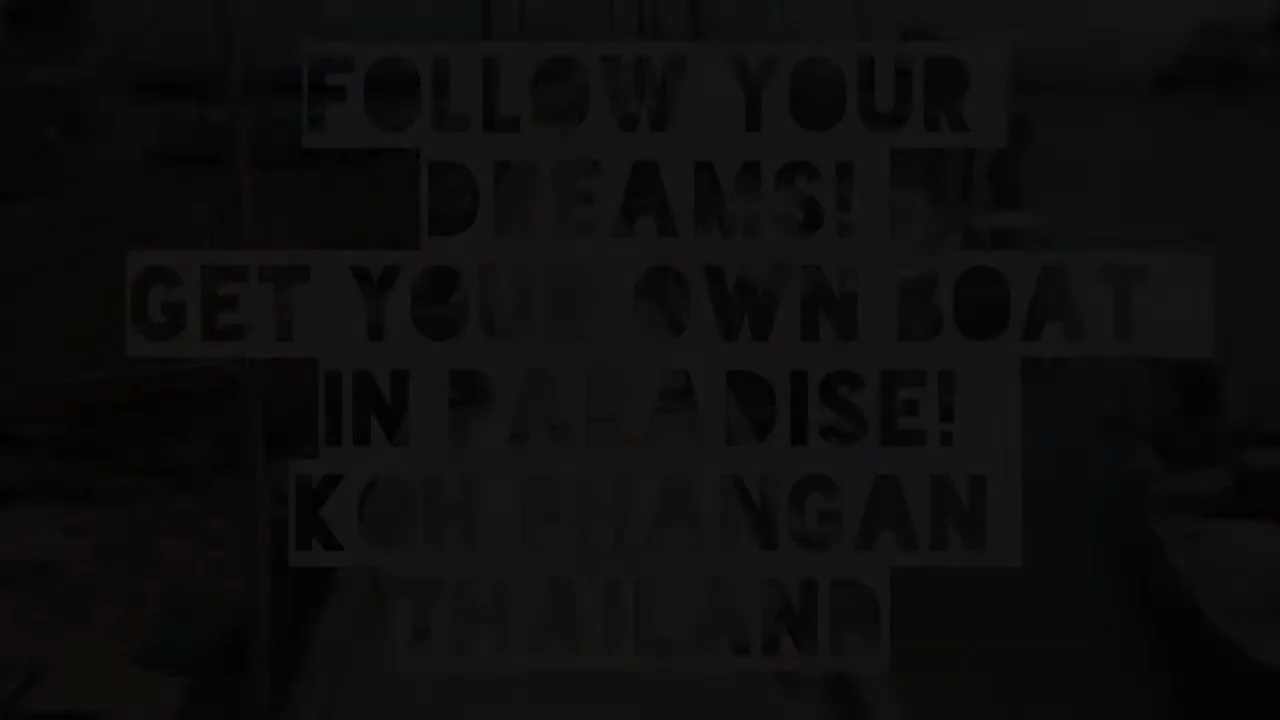 FOLLOW YOUR
DREAMS!
GET YOUR OWN BOAT
IN PARADISE!
KOH PHANGAN
THAILAND